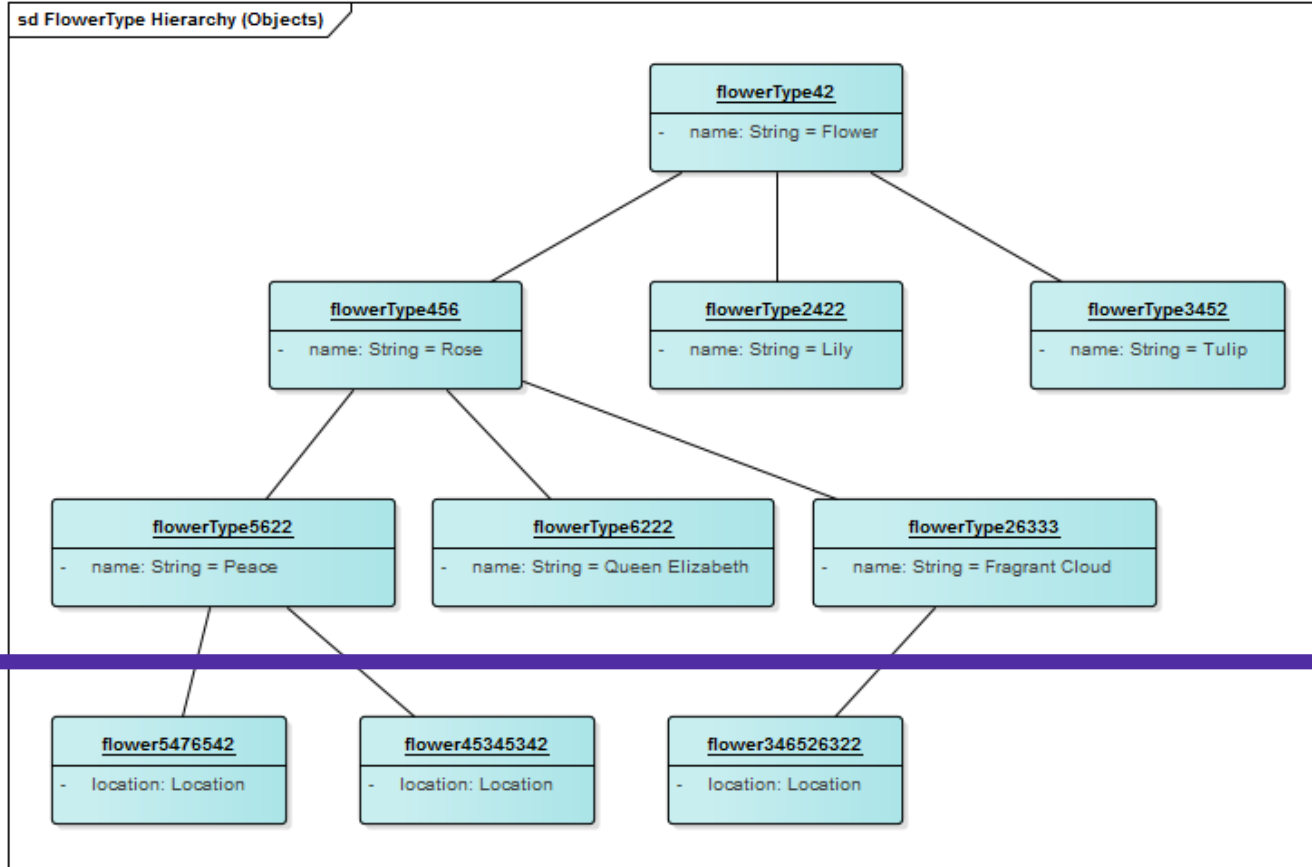 sd FlowerType Hierarchy (Objects)
flowerType42
- name: String = Flower
flowerType456
- name: String = Rose
flowerType2422
- name: String = Lily
flowerType3452
- name: String = Tulip
flowerType5622
- name: String = Peace
flowerType6222
- name: String = Queen Elizabeth
flowerType26333
- name: String = Fragrant Cloud
flower5476542
- location: Location
flower45345342
- location: Location
flower346526322
- location: Location